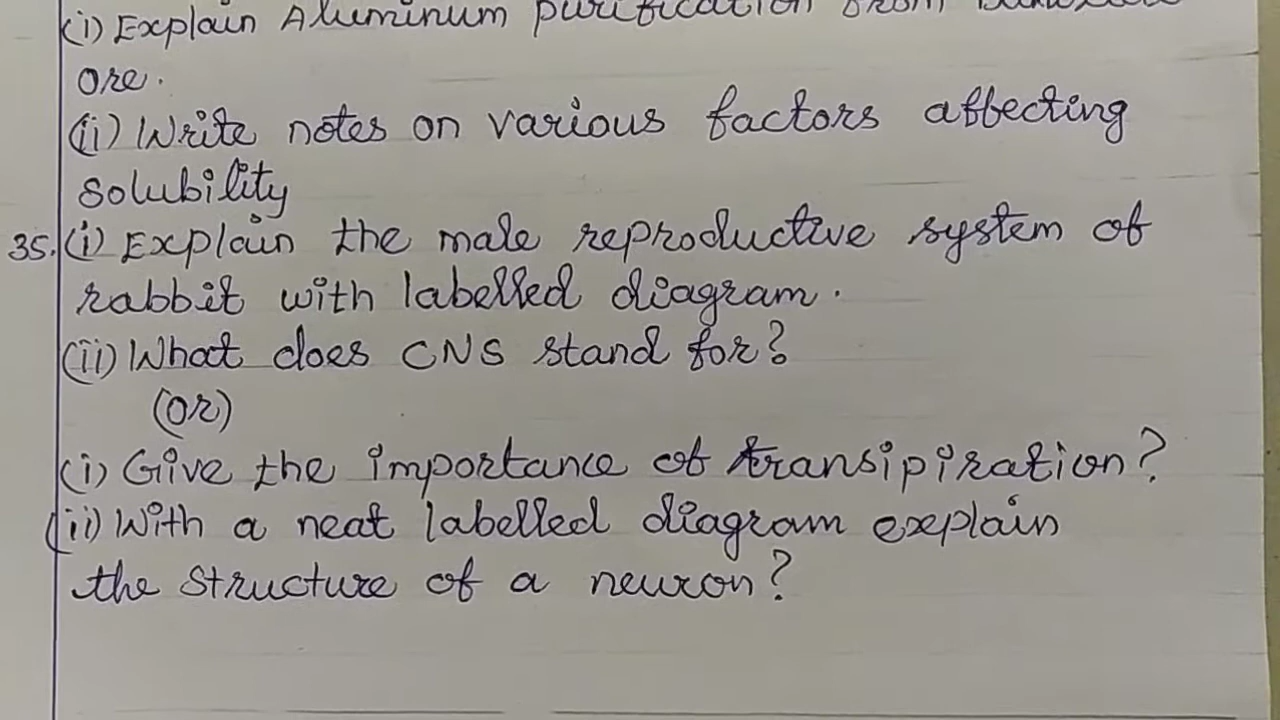 (i) Explain Aluminum purification from
ore.
(ii) Write notes on various factors affecting
solubility
35. (i) Explain the male reproductive system of
rabbit with labelled diagram.
(ii) What does CNS stand for?
(or)
(i) Give the importance of transipiration?
(ii) With a neat labelled diagram explain
the structure of a neuron?